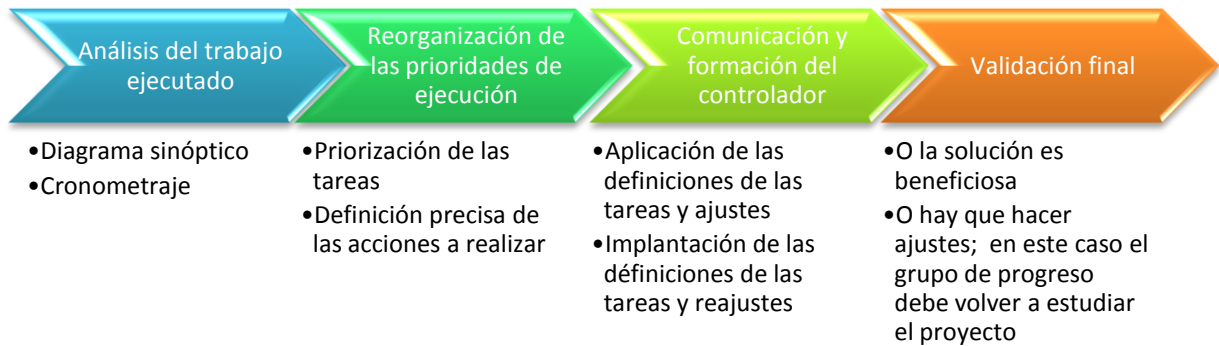 Análisis del trabajo
ejecutado
•Diagrama sinóptico
•Cronometraje
Reorganización de
las prioridades de
ejecución
•Priorización de las
tareas
•Definición precisa de
las acciones a realizar
Comunicación y
formación del
controlador
•Aplicación de las
definiciones de las
tareas y ajustes
•Implantación de las
définiciones de las
tareas y reajustes
Validación final
•O la solución es
beneficiosa
•O hay que hacer
ajustes;  en este caso el
grupo de progreso
debe volver a estudiar
el proyecto